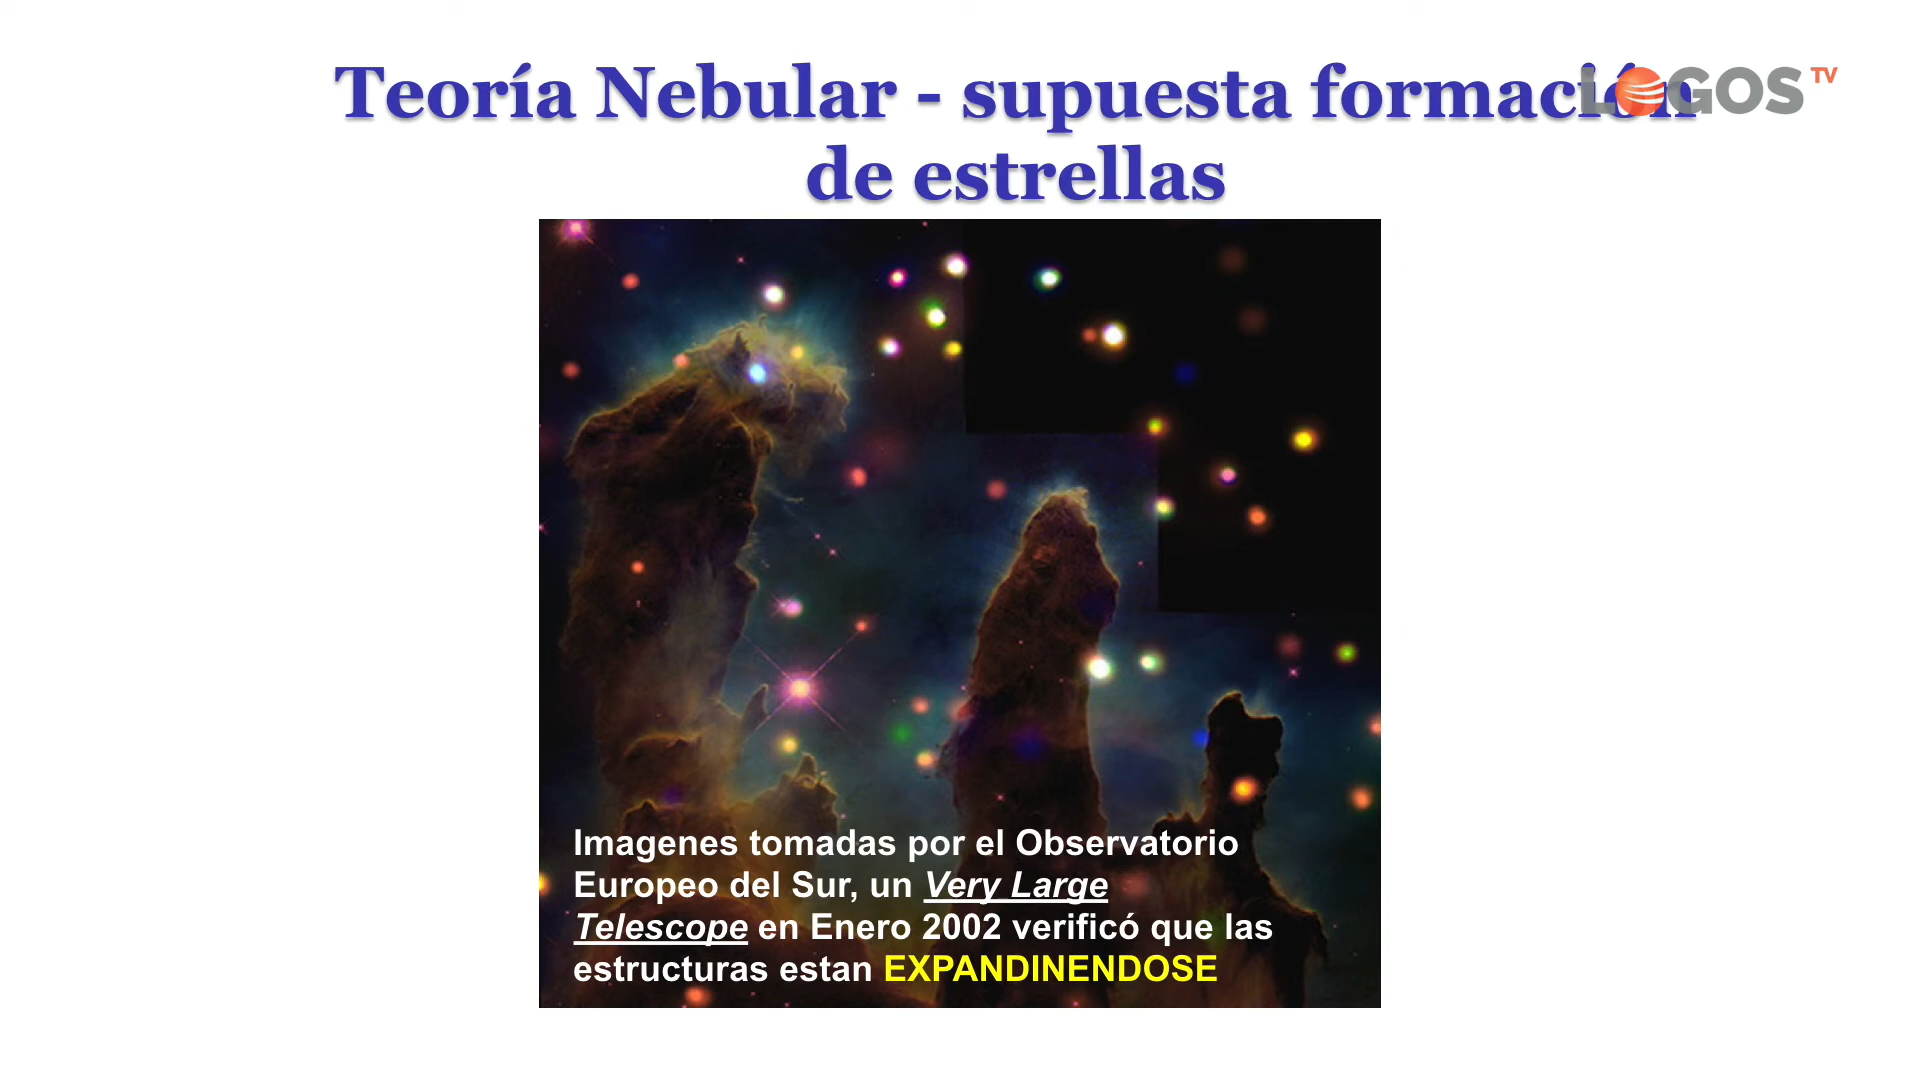 Teoría Nebular - supuesta formación
LOGOS TV
de estrellas
Imagenes tomadas por el Observatorio
Europeo del Sur, un Very Large
Telescope en Enero 2002 verificó que las
estructuras estan EXPANDINENDOSE